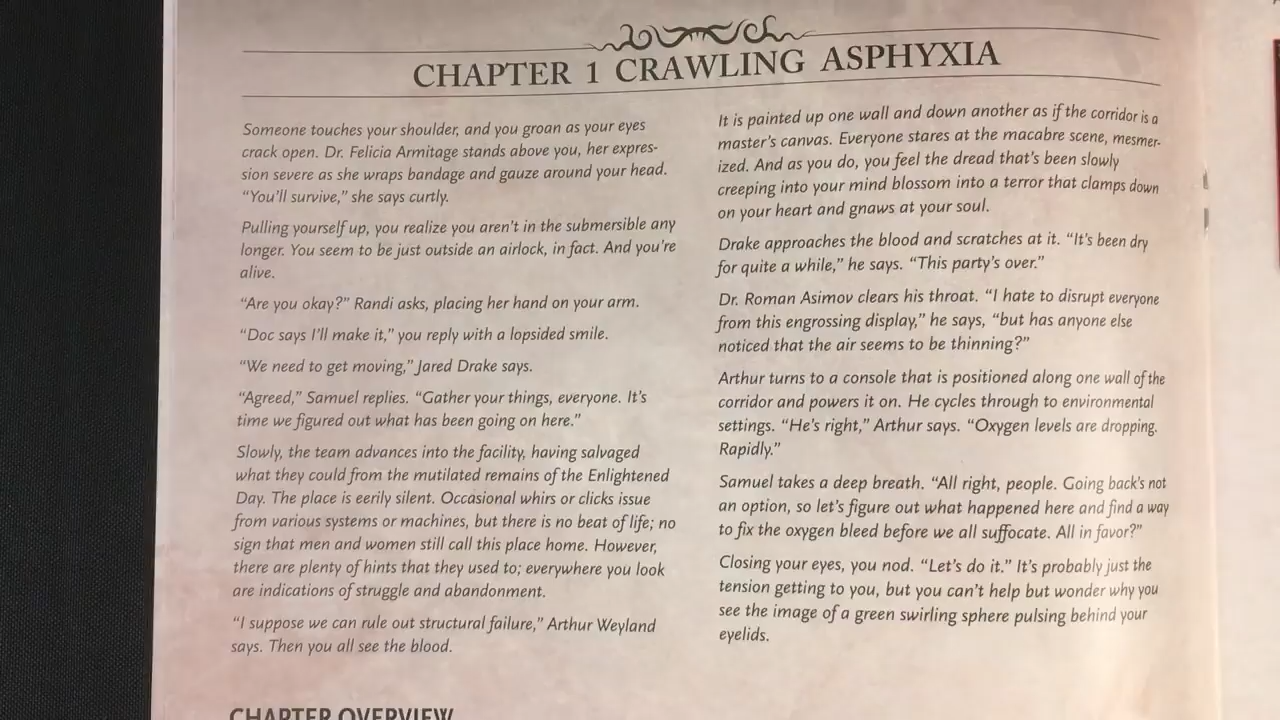 CHAPTER 1 CRAWLING ASPHYXIA
Someone touches your shoulder, and you groan as your eyes
crack open. Dr. Felicia Armitage stands above you, her expres-
sion severe as she wraps bandage and gauze around your head.
“You’ll survive,” she says curtly.
Pulling yourself up, you realize you aren’t in the submersible any
longer. You seem to be just outside an airlock, in fact. And you’re
alive.
“Are you okay?” Randi asks, placing her hand on your arm.
“Doc says I’ll make it,” you reply with a lopsided smile.
“We need to get moving,” Jared Drake says.
“Agreed,” Samuel replies. “Gather your things, everyone. It’s
time we figured out what has been going on here.”
Slowly, the team advances into the facility, having salvaged
what they could from the mutilated remains of the Enlightened
Day. The place is eerily silent. Occasional whirs or clicks issue
from various systems or machines, but there is no beat of life; no
sign that men and women still call this place home. However,
there are plenty of hints that they used to; everywhere you look
are indications of struggle and abandonment.
“I suppose we can rule out structural failure,” Arthur Weyland
says. Then you all see the blood.
It is painted up one wall and down another as if the corridor is a
master’s canvas. Everyone stares at the macabre scene, mesmer-
ized. And as you do, you feel the dread that’s been slowly
creeping into your mind blossom into a terror that clamps down
on your heart and gnaws at your soul.
Drake approaches the blood and scratches at it. “It’s been dry
for quite a while,” he says. “This party’s over.”
Dr. Roman Asimov clears his throat. “I hate to disrupt everyone
from this engrossing display,” he says, “but has anyone else
noticed that the air seems to be thinning?”
Arthur turns to a console that is positioned along one wall of the
corridor and powers it on. He cycles through to environmental
settings. “He’s right,” Arthur says. “Oxygen levels are dropping.
Rapidly.”
Samuel takes a deep breath. “All right, people. Going back’s not
an option, so let’s figure out what happened here and find a way
to fix the oxygen bleed before we all suffocate. All in favor?”
Closing your eyes, you nod. “Let’s do it.” It’s probably just the
tension getting to you, but you can’t help but wonder why you
see the image of a green swirling sphere pulsing behind your
eyelids.
CHAPTER OVERVIEW